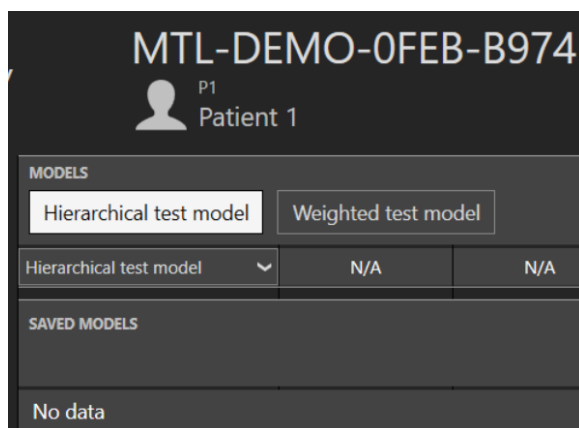 MTL-DEMO-0FEB-B974
P1
Patient 1
MODELS
Hierarchical test model Weighted test model
Hierarchical test model N/A N/A
SAVED MODELS
No data